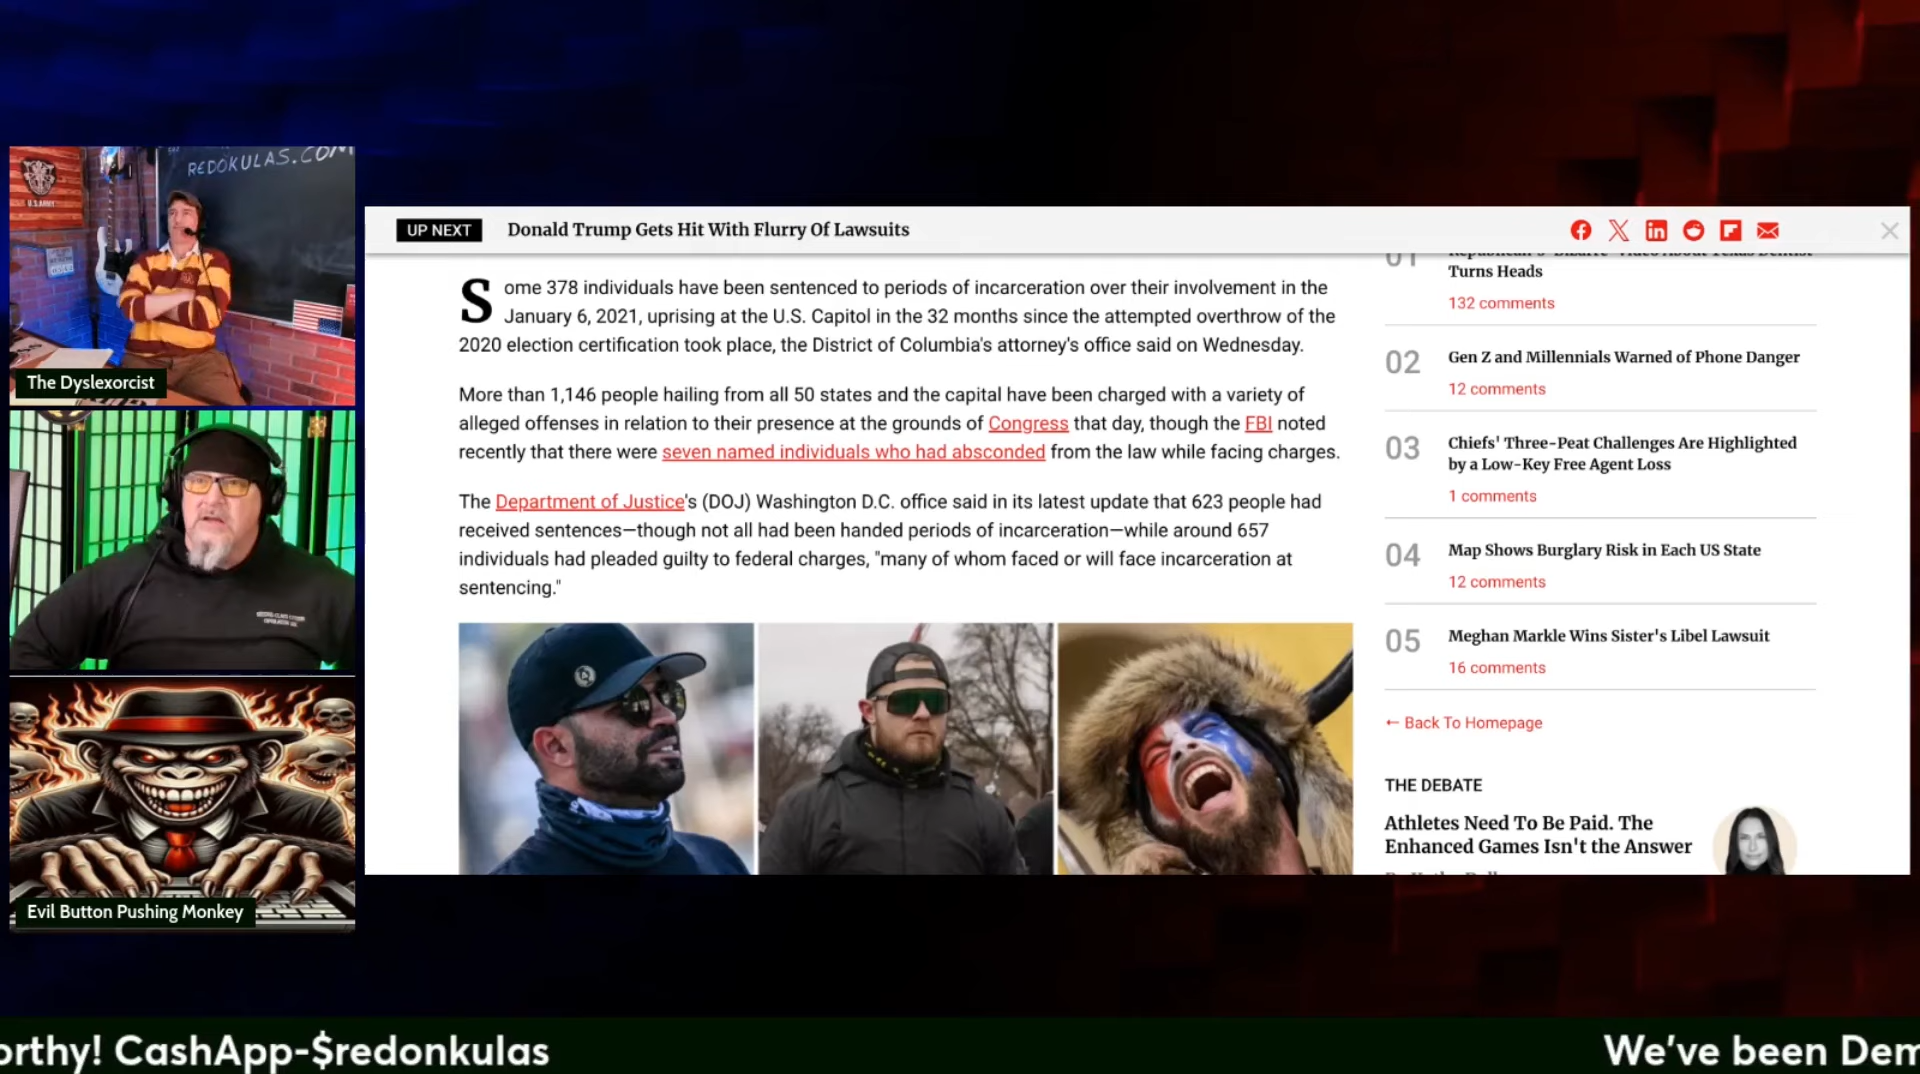 REDOKULAS.COM
U.S. ARMY
The Dyslexorcist
Evil Button Pushing Monkey
UP NEXT
Donald Trump Gets Hit With Flurry Of Lawsuits
Some 378 individuals have been sentenced to periods of incarceration over their involvement in the
January 6, 2021, uprising at the U.S. Capitol in the 32 months since the attempted overthrow of the
2020 election certification took place, the District of Columbia's attorney's office said on Wednesday.
More than 1,146 people hailing from all 50 states and the capital have been charged with a variety of
alleged offenses in relation to their presence at the grounds of Congress that day, though the FBI noted
recently that there were seven named individuals who had absconded from the law while facing charges.
The Department of Justice's (DOJ) Washington D.C. office said in its latest update that 623 people had
received sentences—though not all had been handed periods of incarceration—while around 657
individuals had pleaded guilty to federal charges, "many of whom faced or will face incarceration at
sentencing."
01
Republican's 'Bizarre' Video About Texas Dentist
Turns Heads
132 comments
02
Gen Z and Millennials Warned of Phone Danger
12 comments
03
Chiefs' Three-Peat Challenges Are Highlighted
by a Low-Key Free Agent Loss
1 comments
04
Map Shows Burglary Risk in Each US State
12 comments
05
Meghan Markle Wins Sister's Libel Lawsuit
16 comments
← Back To Homepage
THE DEBATE
Athletes Need To Be Paid. The
Enhanced Games Isn't the Answer
orthy! CashApp-$redonkulas
We've been Dem